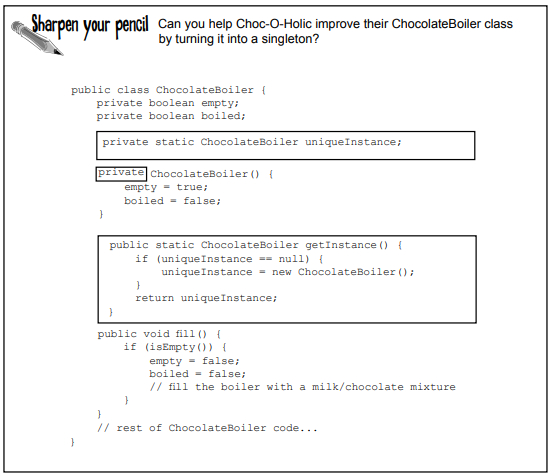 Sharpen your pencil
Can you help Choc-O-Holic improve their ChocolateBoiler class
by turning it into a singleton?
public class ChocolateBoiler {
    private boolean empty;
    private boolean boiled;
    private static ChocolateBoiler uniqueInstance;
    private ChocolateBoiler() {
        empty = true;
        boiled = false;
    }
    public static ChocolateBoiler getInstance() {
        if (uniqueInstance == null) {
            uniqueInstance = new ChocolateBoiler();
        }
        return uniqueInstance;
    }
    public void fill() {
        if (isEmpty()) {
            empty = false;
            boiled = false;
            // fill the boiler with a milk/chocolate mixture
        }
    }
    // rest of ChocolateBoiler code...
}